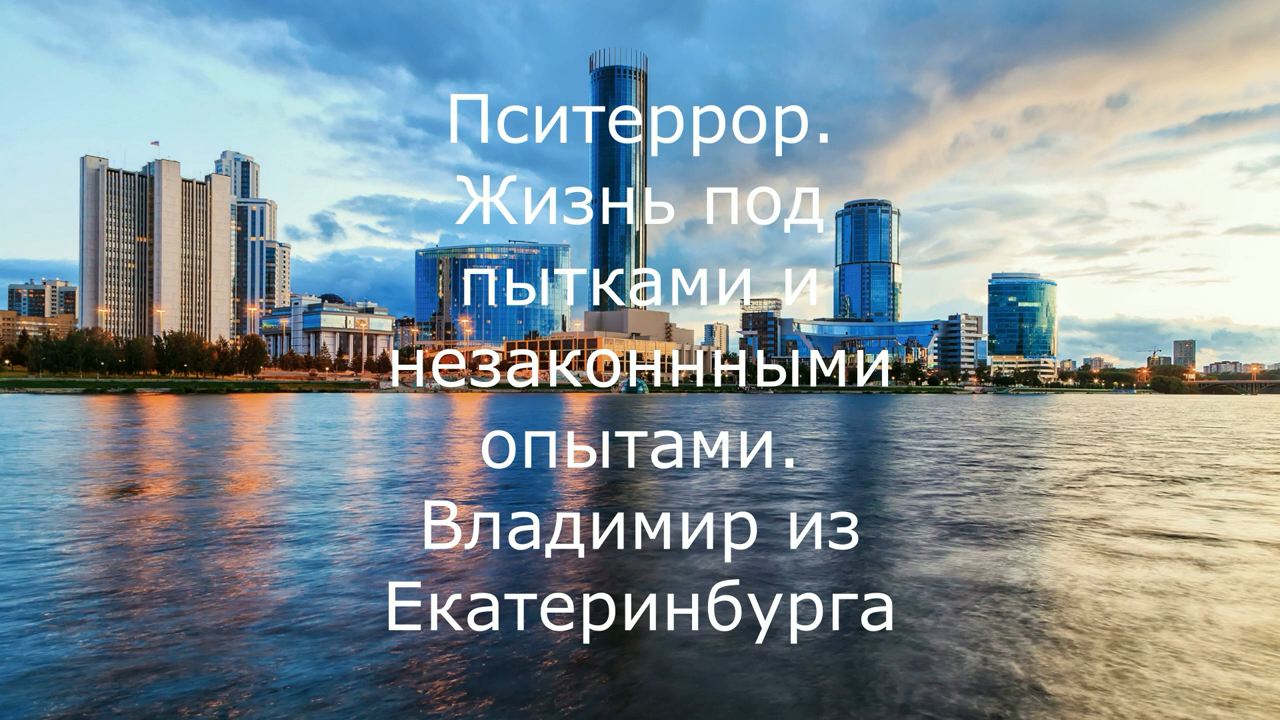 Пситеррор.
Жизнь под
пытками и
незаконнными
опытами.
Владимир из
Екатеринбурга